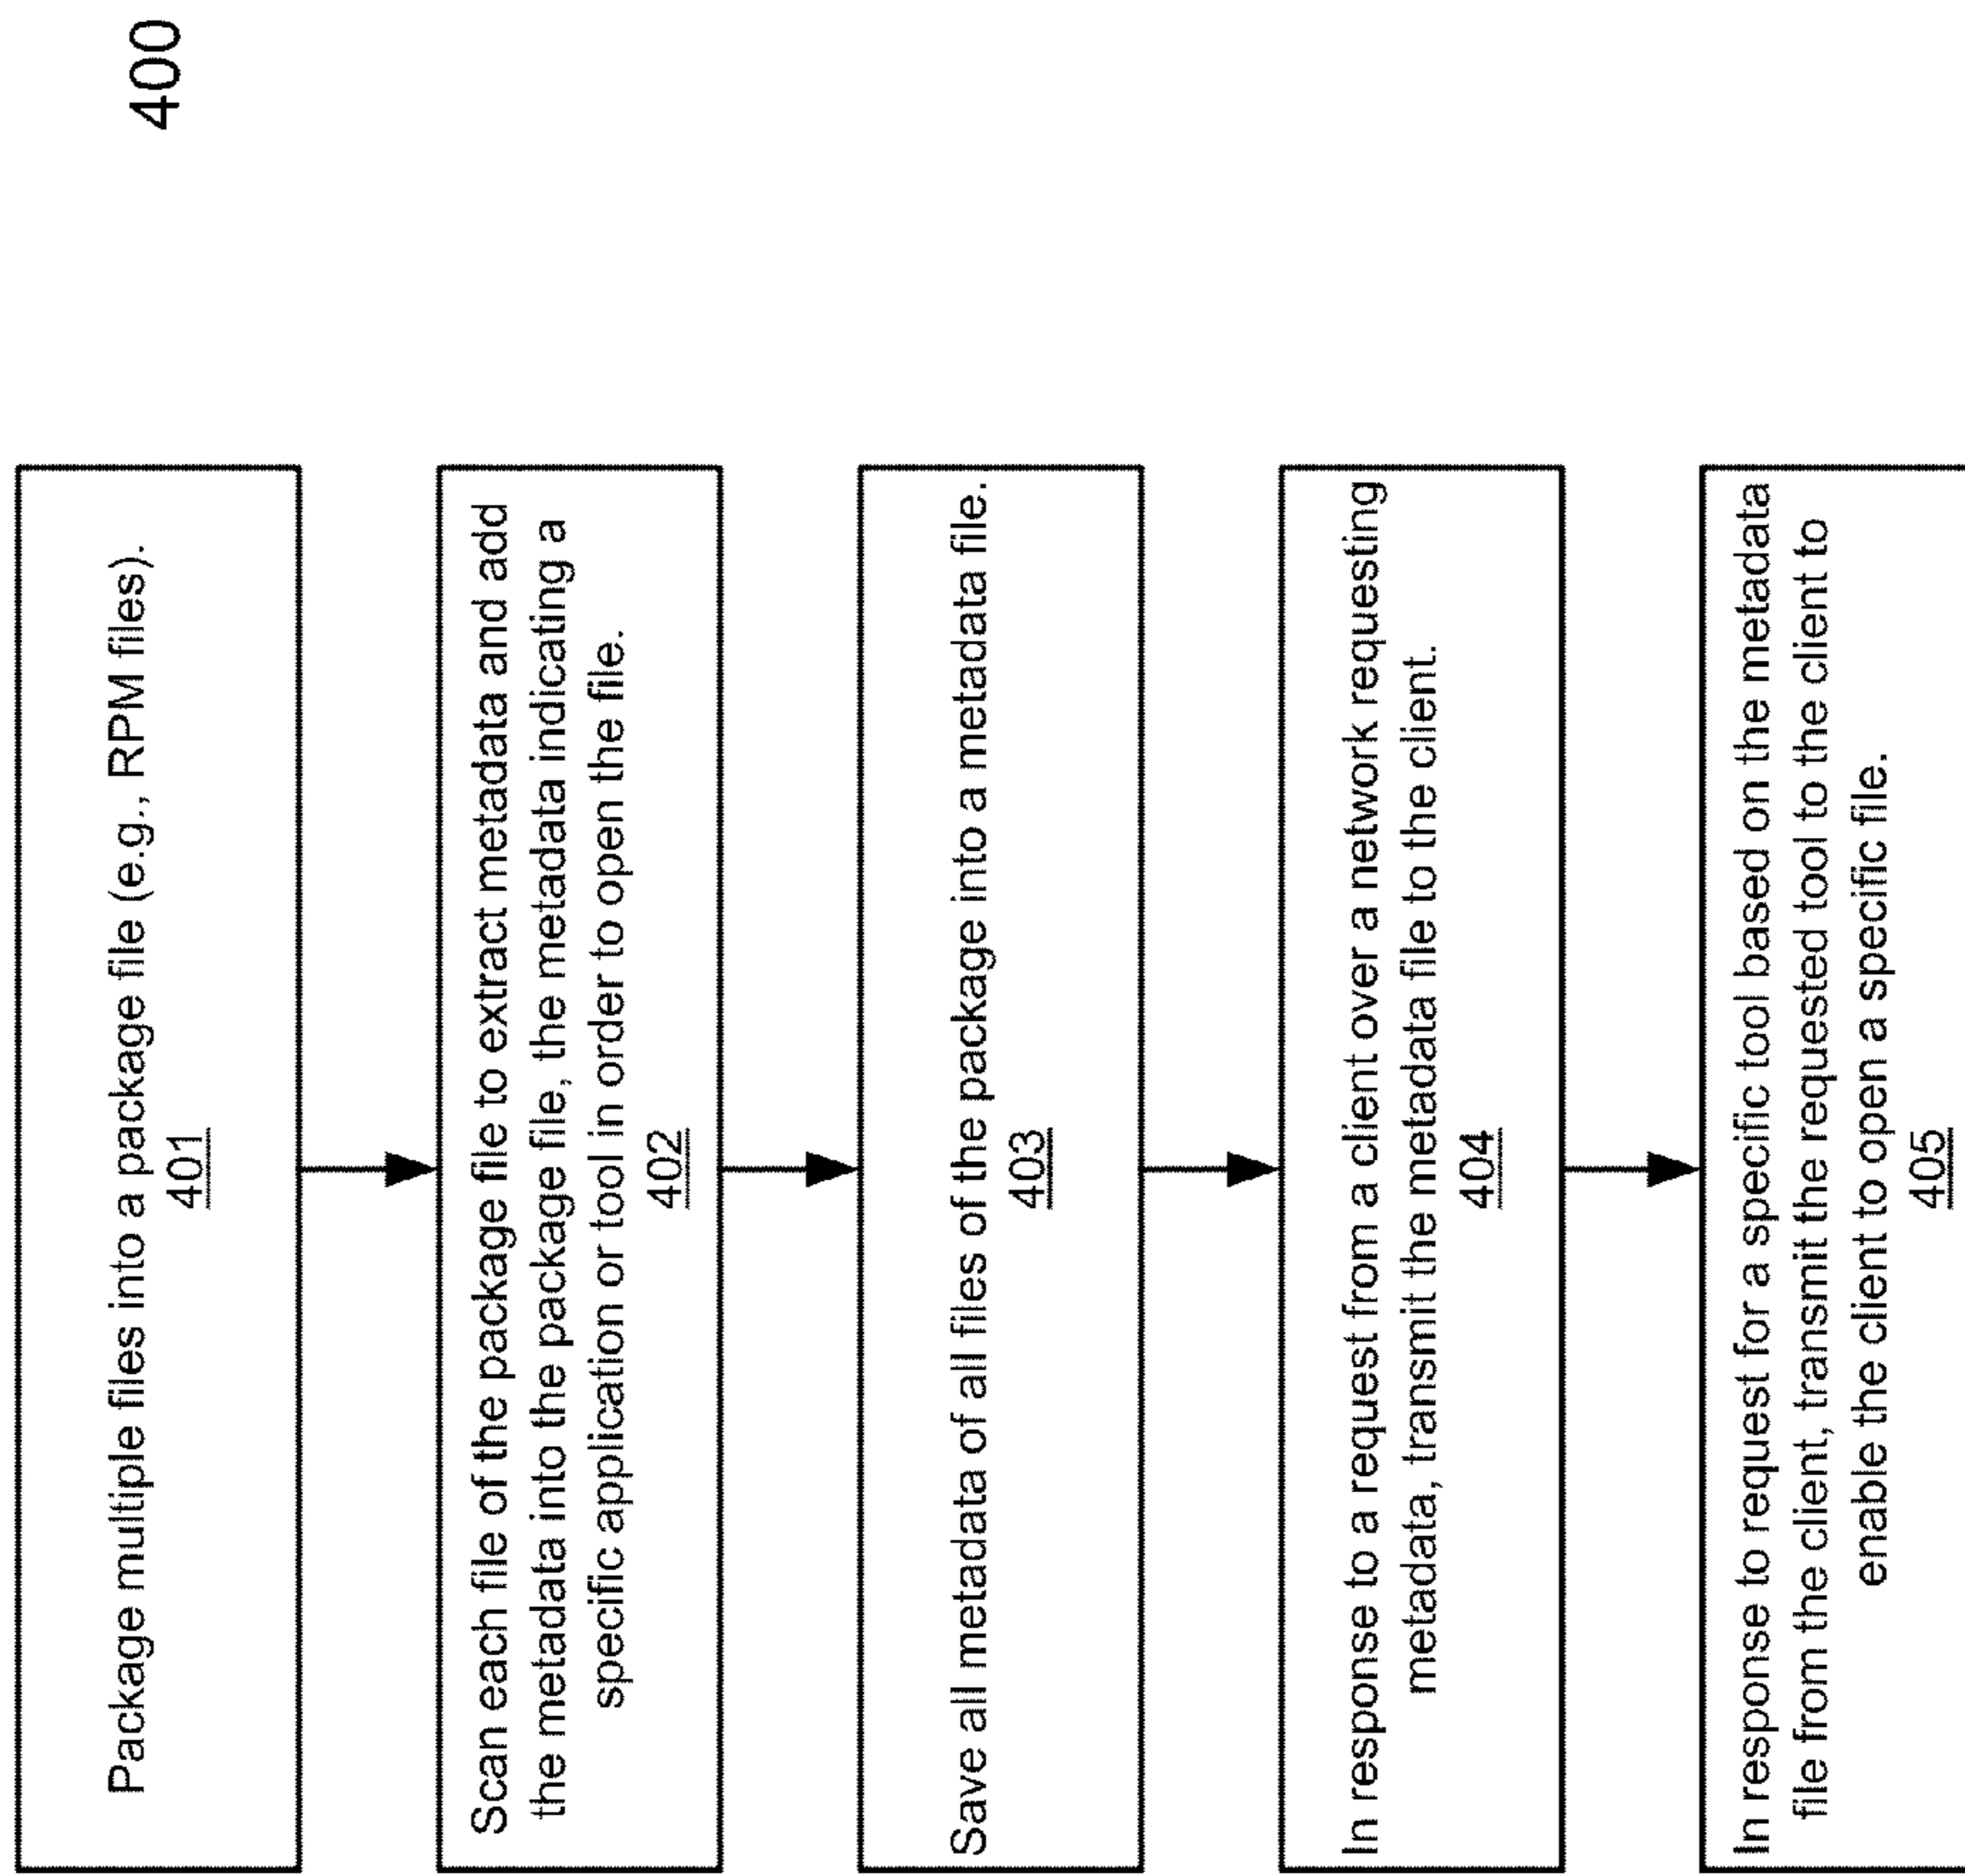 400
Package multiple files into a package file (e.g., RPM files).
401
Scan each file of the package file to extract metadata and add
the metadata into the package file, the metadata indicating a
specific application or tool in order to open the file.
402
Save all metadata of all files of the package into a metadata file.
403
In response to a request from a client over a network requesting
metadata, transmit the metadata file to the client.
404
In response to request for a specific tool based on the metadata
file from the client, transmit the requested tool to the client to
enable the client to open a specific file.
405